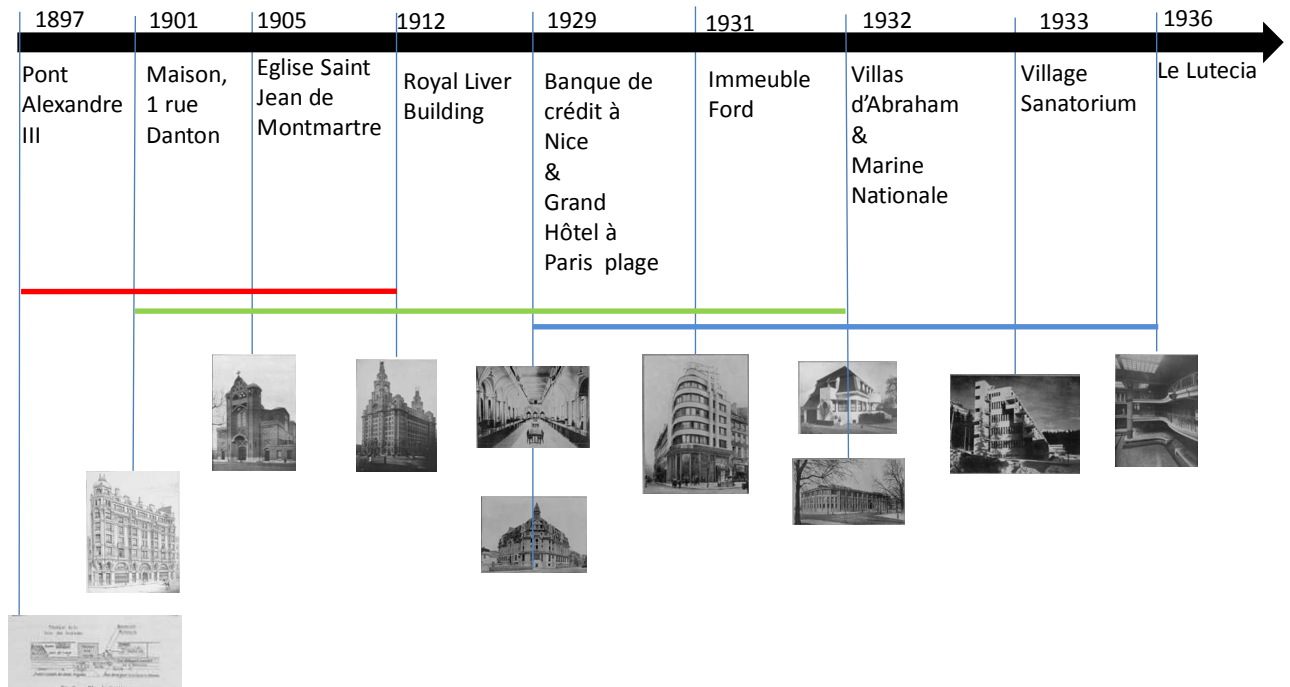 1897
1901
1905
1912
1929
1931
1932
1933
1936
Pont
Alexandre
III
Maison,
1 rue
Danton
Eglise Saint
Jean de
Montmartre
Royal Liver
Building
Banque de
crédit à
Nice
&
Grand
Hôtel à
Paris plage
Immeuble
Ford
Villas
d'Abraham
&
Marine
Nationale
Village
Sanatorium
Le Lutecia